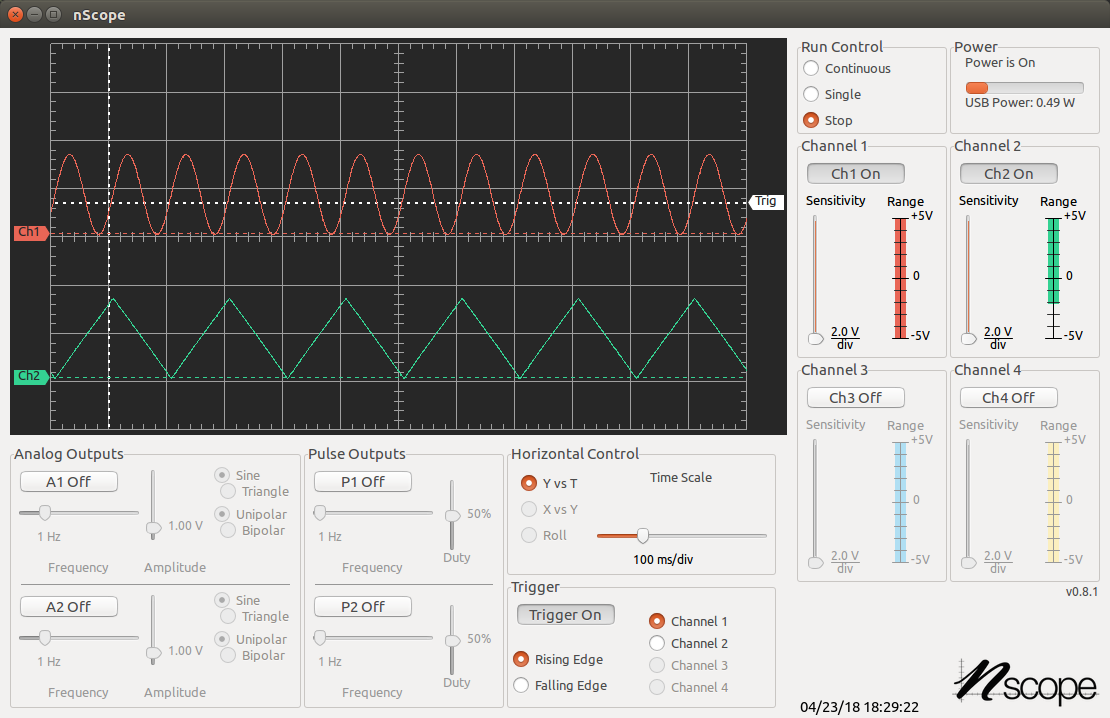 nScope
Ch1
Ch2
Trig
Run Control
Continuous
Single
Stop
Power
Power is On
USB Power: 0.49 W
Channel 1
Ch1 On
Sensitivity
Range
+5V
0
-5V
2.0 V
div
Channel 2
Ch2 On
Sensitivity
Range
+5V
0
-5V
2.0 V
div
Channel 3
Ch3 Off
Sensitivity
Range
+5V
0
-5V
2.0 V
div
Channel 4
Ch4 Off
Sensitivity
Range
+5V
0
-5V
2.0 V
div
Analog Outputs
A1 Off
1 Hz
Frequency
1.00 V
Amplitude
Sine
Triangle
Unipolar
Bipolar
A2 Off
1 Hz
Frequency
1.00 V
Amplitude
Sine
Triangle
Unipolar
Bipolar
Pulse Outputs
P1 Off
1 Hz
Frequency
50%
Duty
P2 Off
1 Hz
Frequency
50%
Duty
Horizontal Control
Y vs T
X vs Y
Roll
Time Scale
100 ms/div
Trigger
Trigger On
Rising Edge
Falling Edge
Channel 1
Channel 2
Channel 3
Channel 4
v0.8.1
nscope
04/23/18 18:29:22